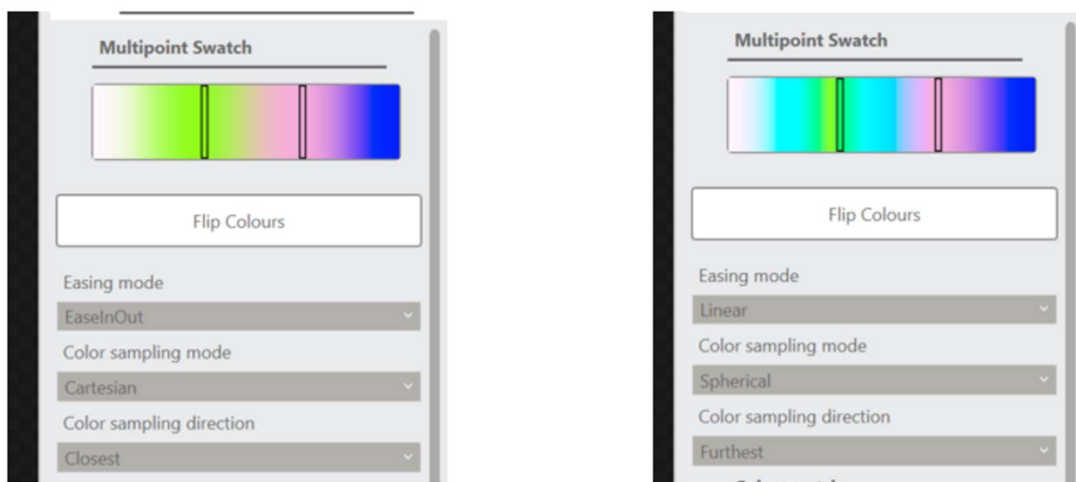 Multipoint Swatch
Flip Colours
Easing mode
EaseInOut
Color sampling mode
Cartesian
Color sampling direction
Closest
Multipoint Swatch
Flip Colours
Easing mode
Linear
Color sampling mode
Spherical
Color sampling direction
Furthest